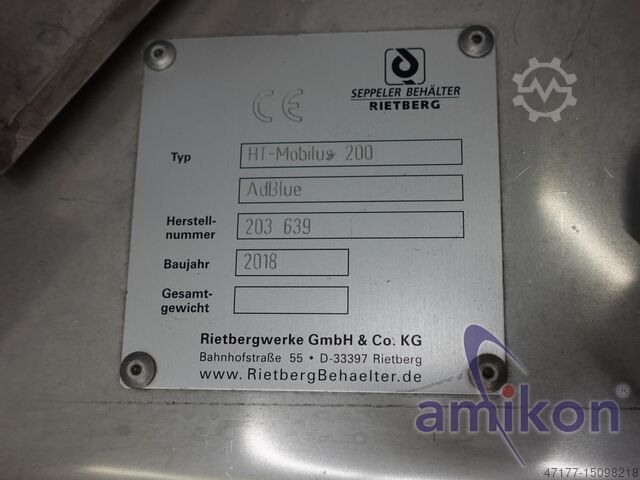 CE
SEPPELER BEHÄLTER
RIETBERG
Typ HT-Mobilus 200
AdBlue
Herstell-
nummer 203 639
Baujahr 2018
Gesamt-
gewicht
Rietbergwerke GmbH & Co. KG
Bahnhofstraße 55 • D-33397 Rietberg
www.RietbergBehaelter.de
amikon®
47177-15098218